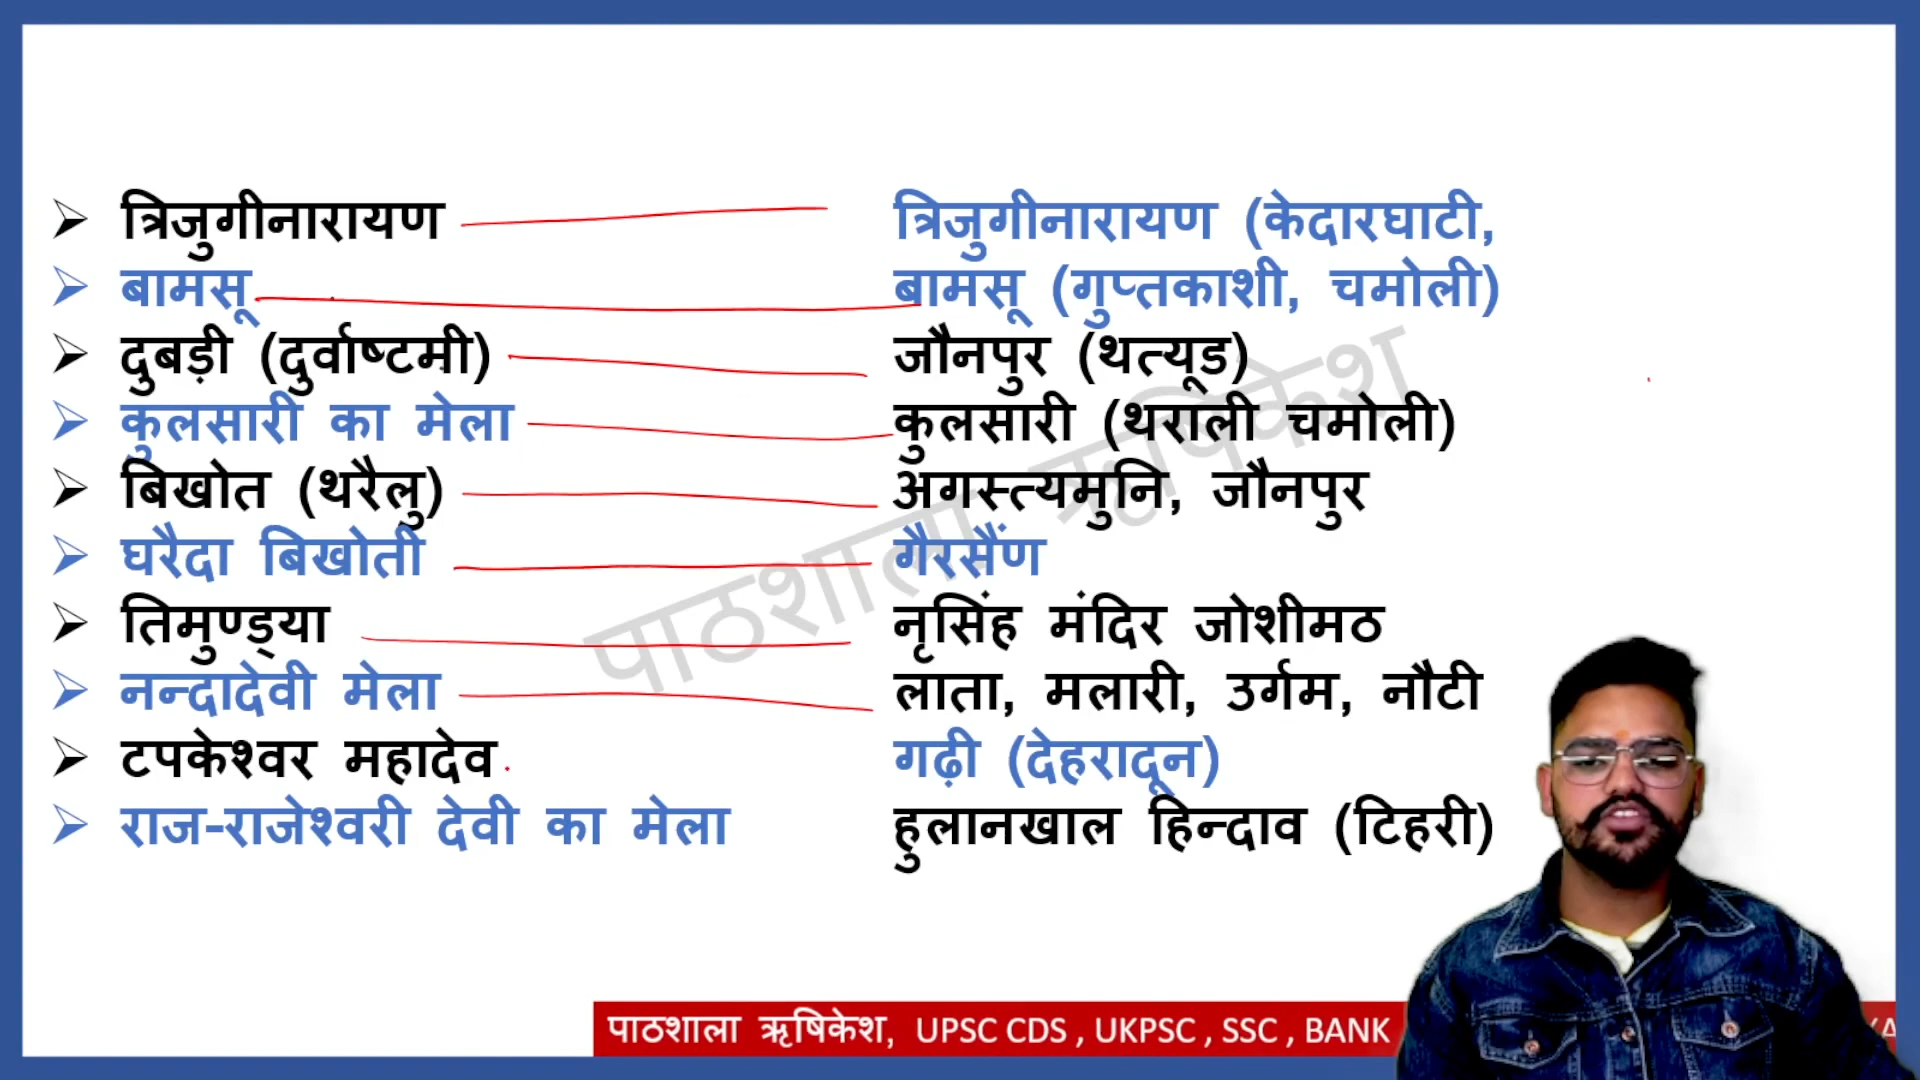 त्रिजुगीनारायण त्रिजुगीनारायण (केदारघाटी,
बामसू बामसू (गुप्तकाशी, चमोली)
दुबड़ी (दुर्वाष्टमी) जौनपुर (थत्यूड)
कुलसारी का मेला कुलसारी (थराली चमोली)
बिखोत (थरैलु) अगस्त्यमुनि, जौनपुर
घरैदा बिखोती गैरसैंण
तिमुण्ड्या नृसिंह मंदिर जोशीमठ
नन्दादेवी मेला लाता, मलारी, उर्गम, नौटी
टपकेश्वर महादेव गढ़ी (देहरादून)
राज-राजेश्वरी देवी का मेला हुलानखाल हिन्दाव (टिहरी)
पाठशाला ऋषिकेश
पाठशाला ऋषिकेश, UPSC CDS , UKPSC , SSC , BANK